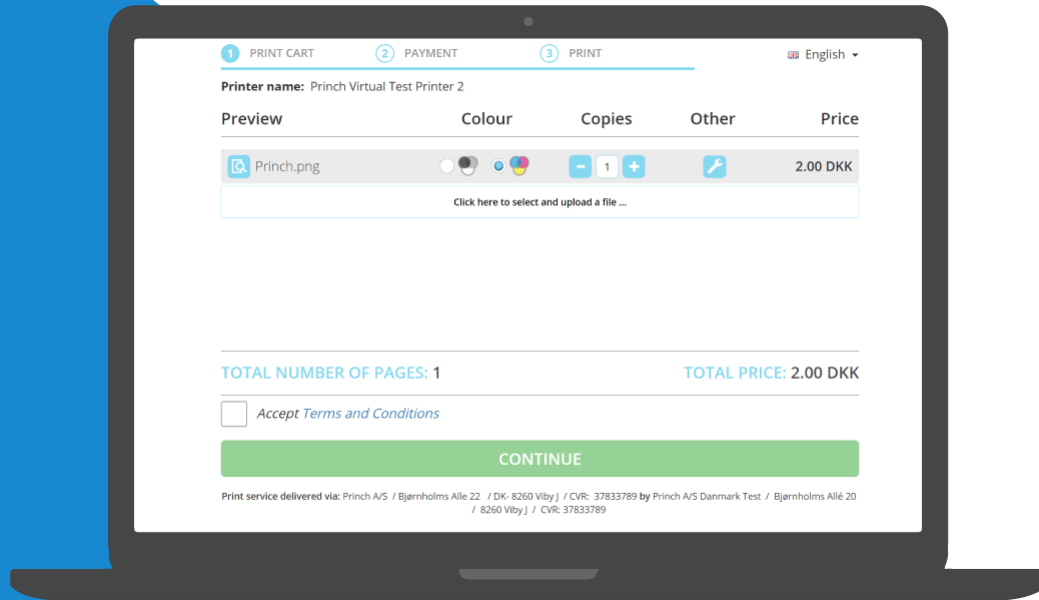 1 PRINT CART 2 PAYMENT 3 PRINT English
Printer name: Princh Virtual Test Printer 2
Preview Colour Copies Other Price
Princh.png - 1 + 2.00 DKK
Click here to select and upload a file ...
TOTAL NUMBER OF PAGES: 1 TOTAL PRICE: 2.00 DKK
Accept Terms and Conditions
CONTINUE
Print service delivered via: Princh A/S / Bjørnholms Alle 22 / DK- 8260 Viby J / CVR: 37833789 by Princh A/S Danmark Test / Bjørnholms Allé 20
/ 8260 Viby J / CVR: 37833789